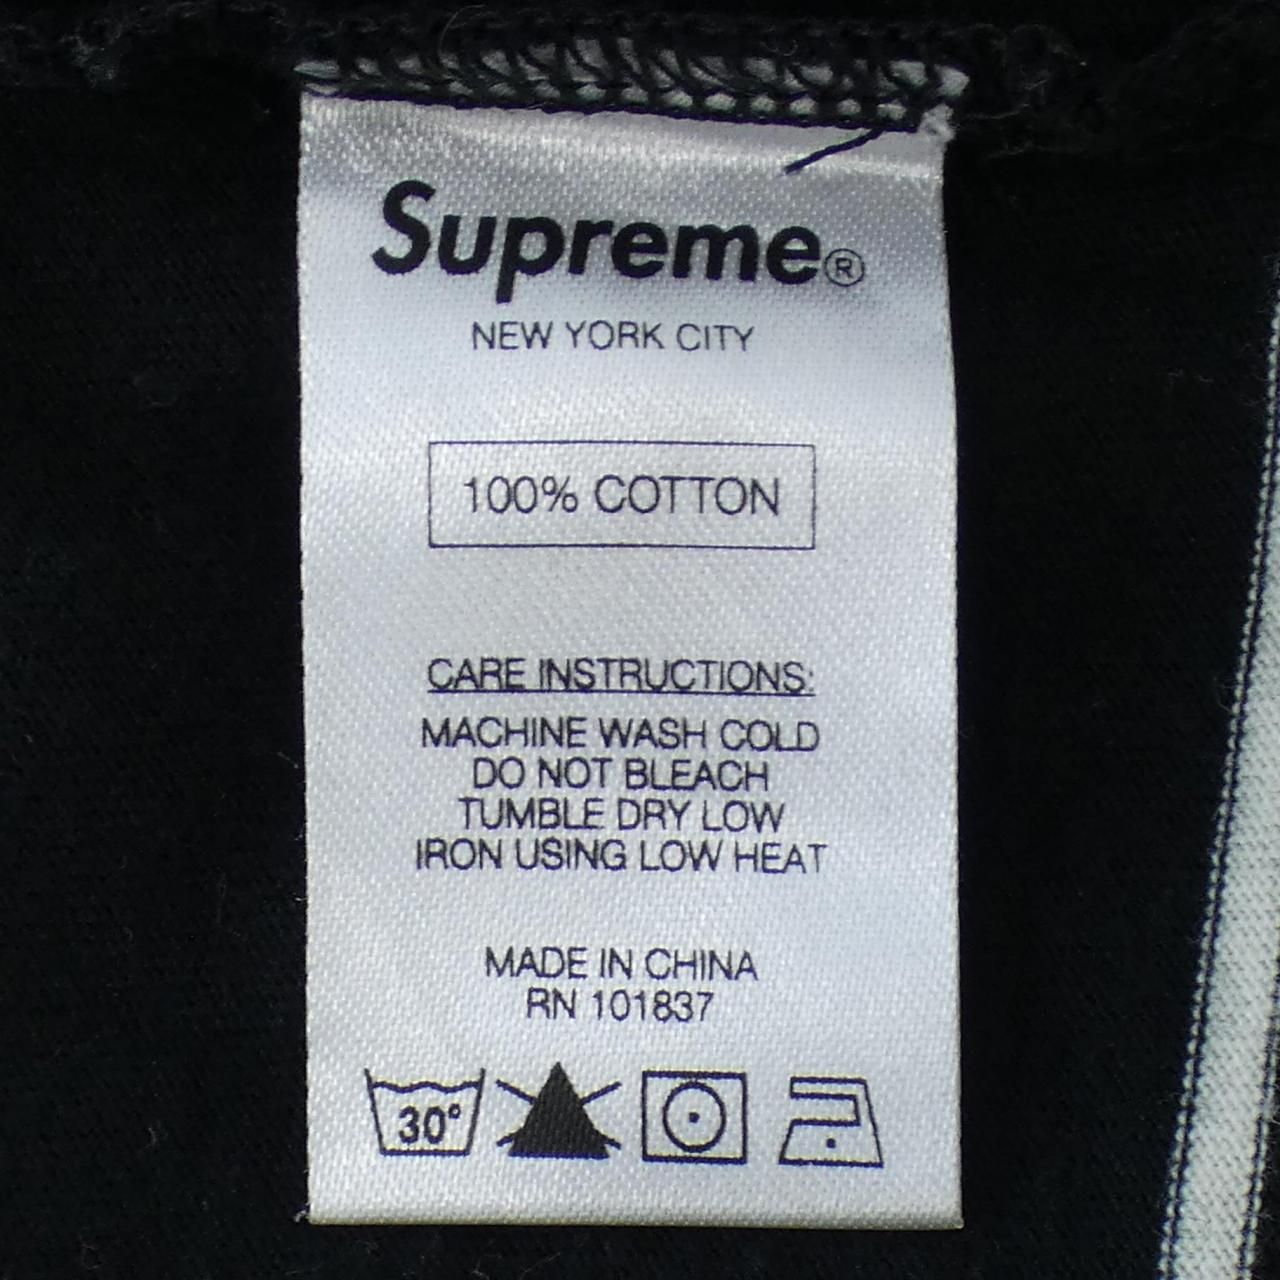 Supreme®
NEW YORK CITY
100% COTTON
CARE INSTRUCTIONS:
MACHINE WASH COLD
DO NOT BLEACH
TUMBLE DRY LOW
IRON USING LOW HEAT
MADE IN CHINA
RN 101837
30°